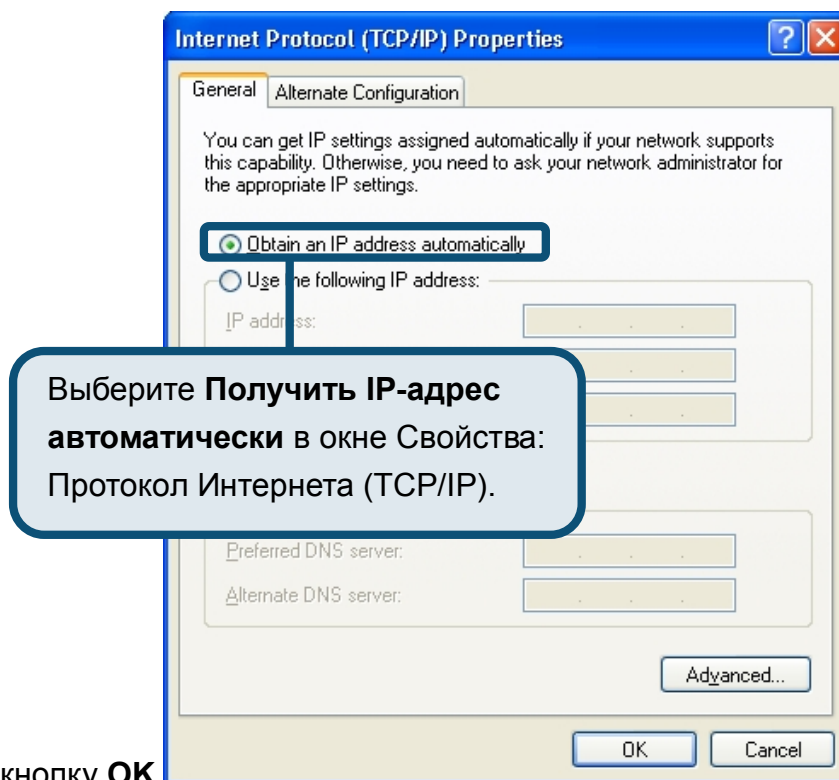 Internet Protocol (TCP/IP) Properties
General
Alternate Configuration
You can get IP settings assigned automatically if your network supports
this capability. Otherwise, you need to ask your network administrator for
the appropriate IP settings.
Obtain an IP address automatically
Use the following IP address:
IP address:
Выберите Получить IP-адрес
автоматически в окне Свойства:
Протокол Интернета (TCP/IP).
Preferred DNS server:
Alternate DNS server:
Advanced...
OK
Cancel
кнопку OK